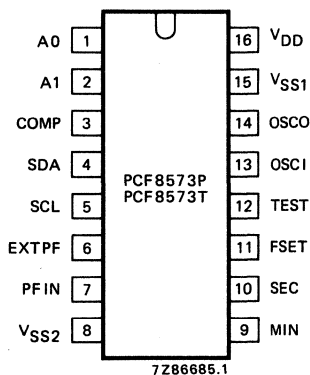 A0 1 16 VDD
A1 2 15 VSS1
COMP 3 14 OSCO
SDA 4 13 OSCI
PCF8573P
PCF8573T
SCL 5 12 TEST
EXTPF 6 11 FSET
PFIN 7 10 SEC
VSS2 8 9 MIN
7Z86685.1